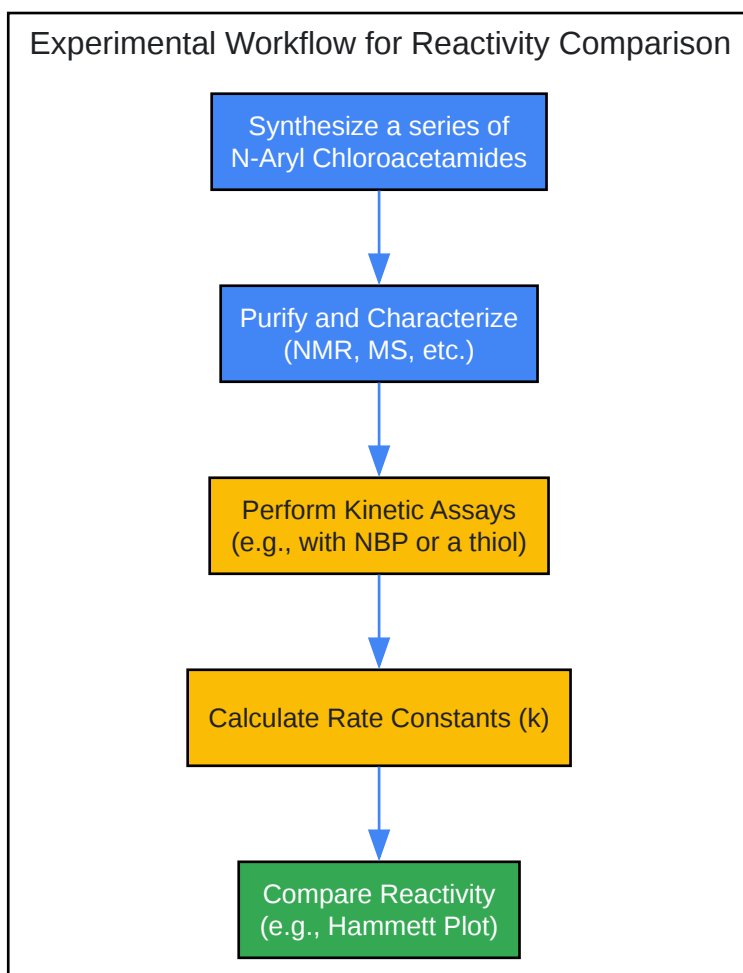 Experimental Workflow for Reactivity Comparison
Synthesize a series of
N-Aryl Chloroacetamides
Purify and Characterize
(NMR, MS, etc.)
Perform Kinetic Assays
(e.g., with NBP or a thiol)
Calculate Rate Constants (k)
Compare Reactivity
(e.g., Hammett Plot)